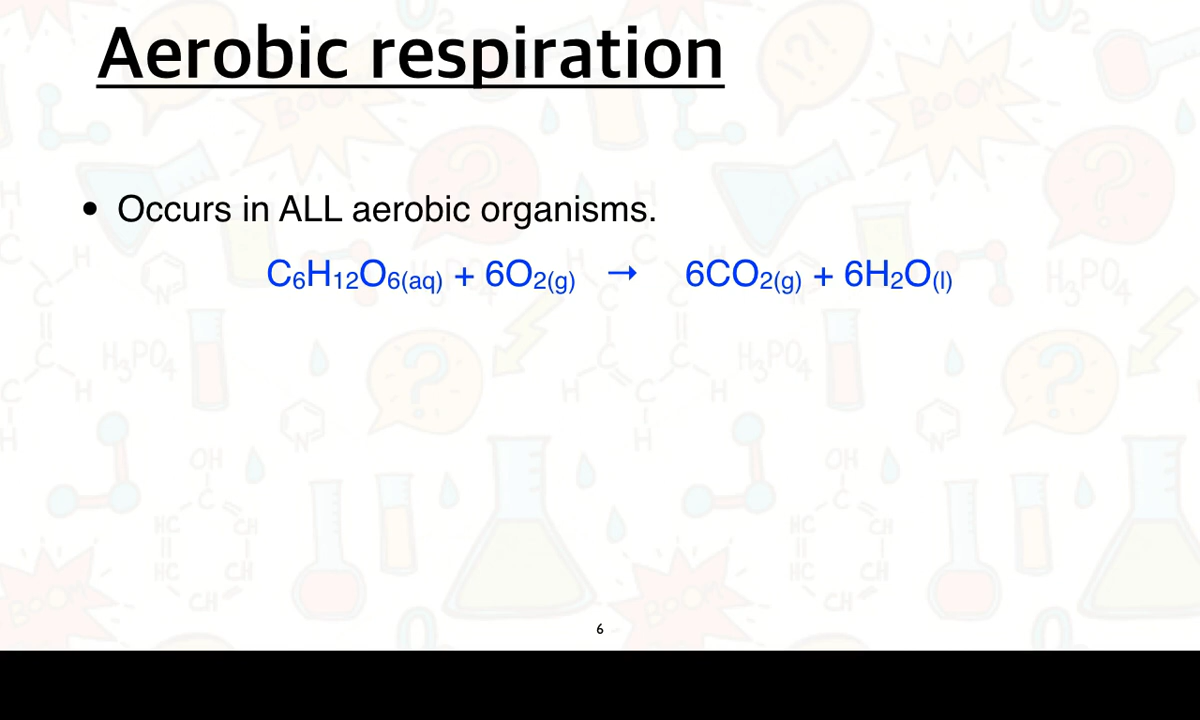 Aerobic respiration
• Occurs in ALL aerobic organisms.
C₆H₁₂O₆(aq) + 6O₂(g) → 6CO₂(g) + 6H₂O(l)
6